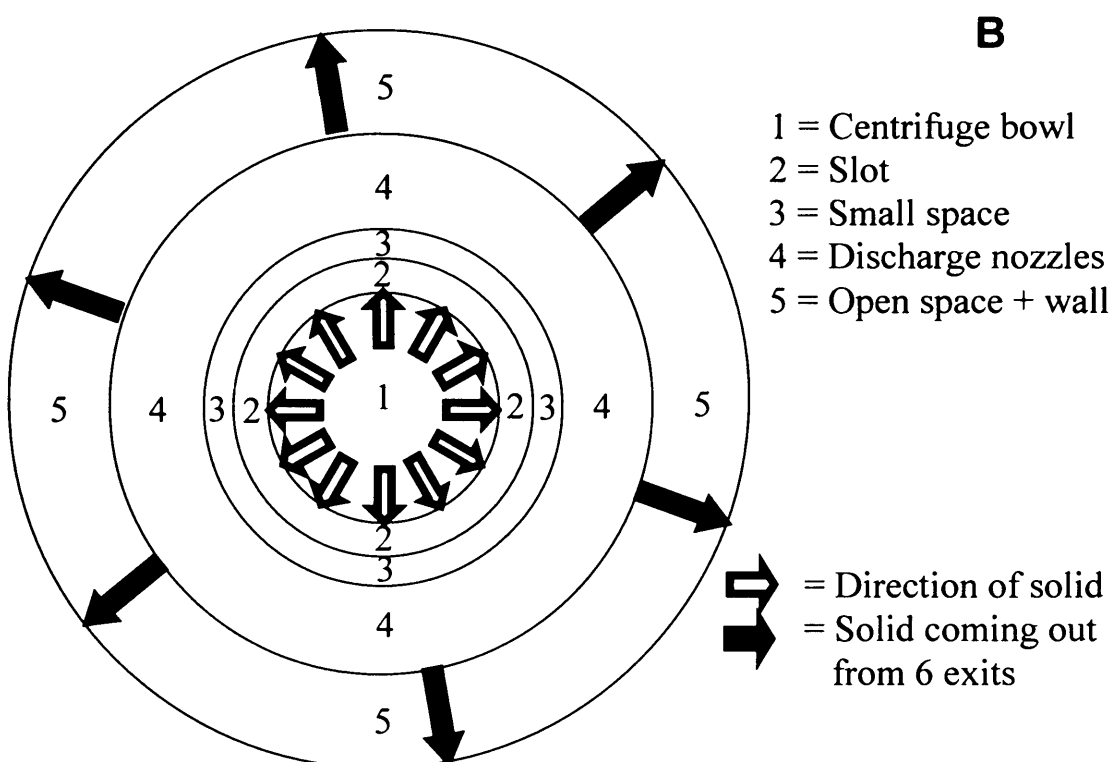 B
5
1 = Centrifuge bowl
2 = Slot
3 = Small space
4 = Discharge nozzles
5 = Open space + wall
4
3
2
5 4 3 2 1 2 3 4 5
2
3
4
5
= Direction of solid
= Solid coming out
from 6 exits